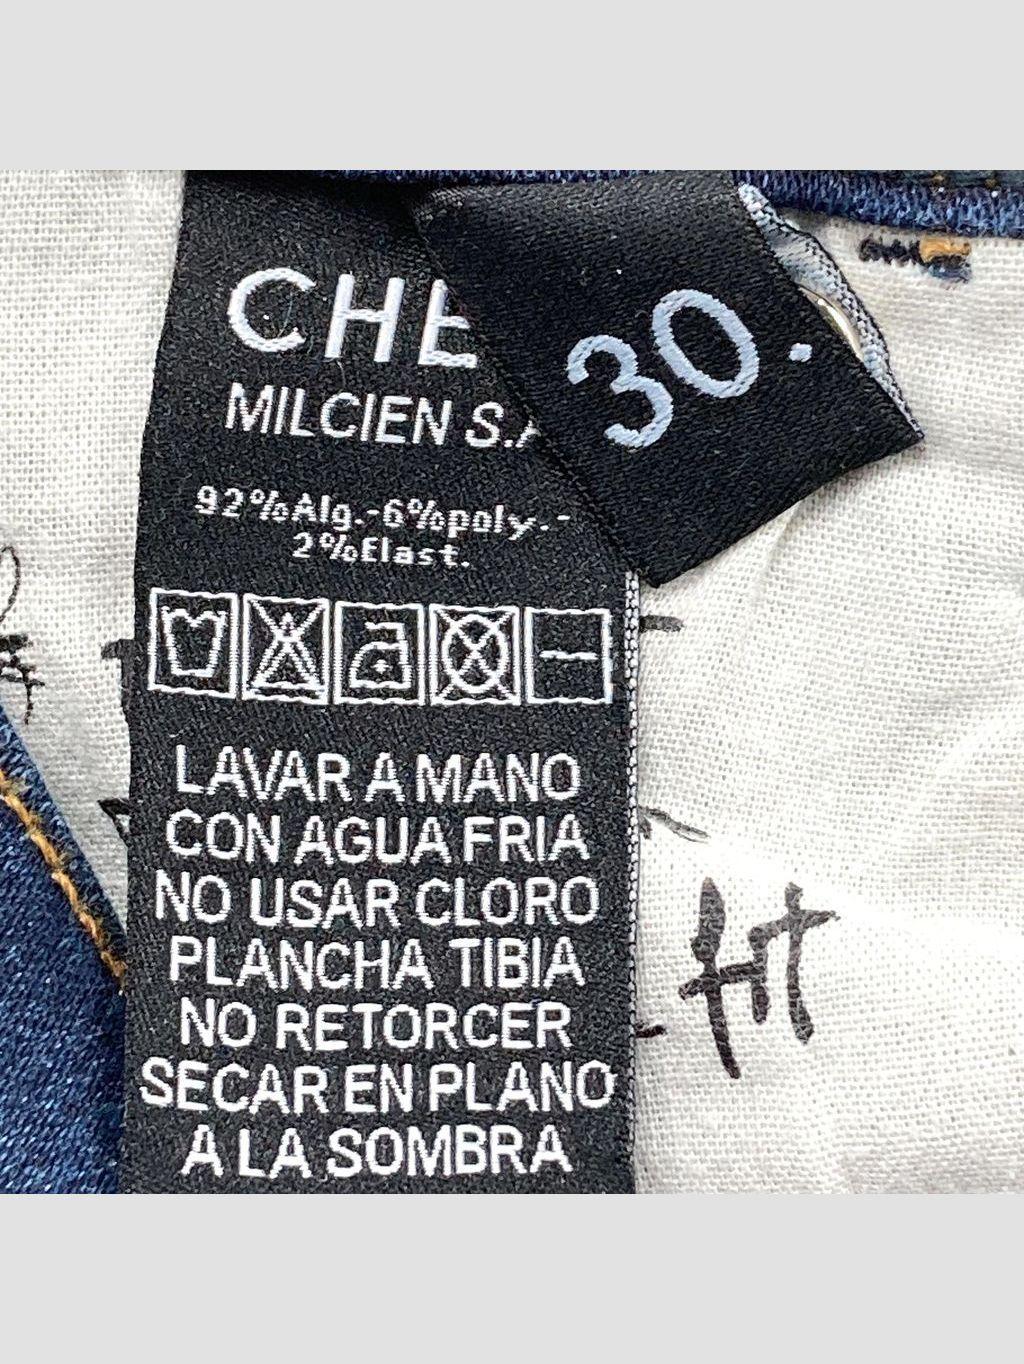 30.
MILCIEN
92%Alg.-6%poly.-
2%Elast.
LAVAR A MANO
CON AGUA FRIA
NO USAR CLORO
PLANCHA TIBIA
NO RETORCER
SECAR EN PLANO
A LA SOMBRA
fit